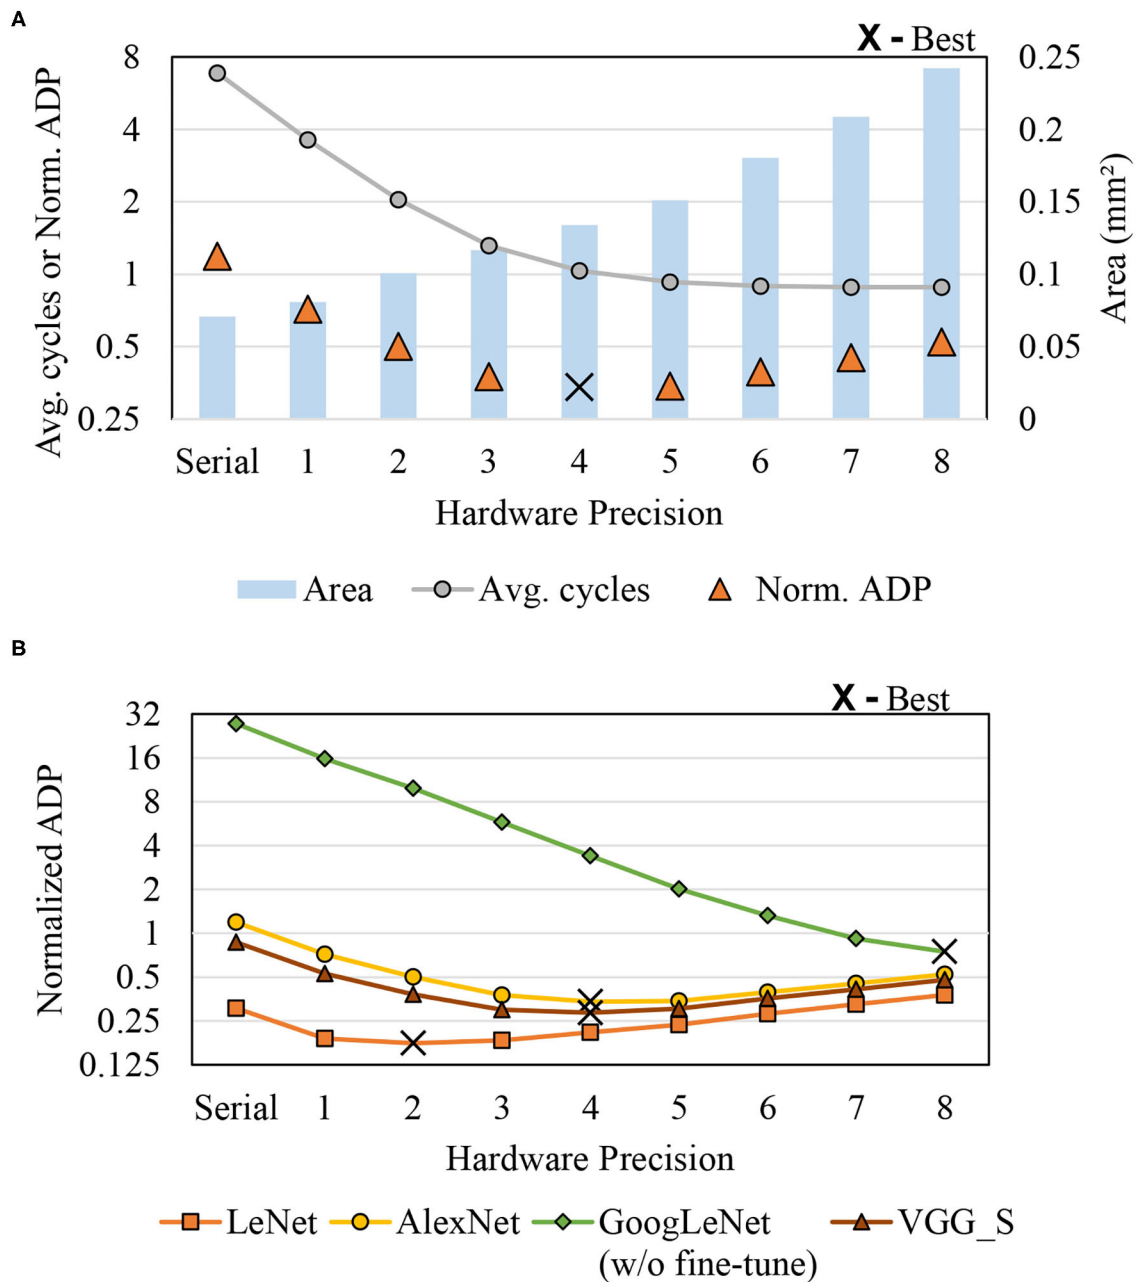 A
X - Best
8
4
2
1
0.5
0.25
Avg. cycles or Norm. ADP
0.25
0.2
0.15
0.1
0.05
0
Area (mm²)
Serial 1 2 3 4 5 6 7 8
Hardware Precision
Area Avg. cycles Norm. ADP
B
X - Best
32
16
8
4
2
1
0.5
0.25
0.125
Normalized ADP
Serial 1 2 3 4 5 6 7 8
Hardware Precision
LeNet AlexNet GoogLeNet VGG_S
(w/o fine-tune)